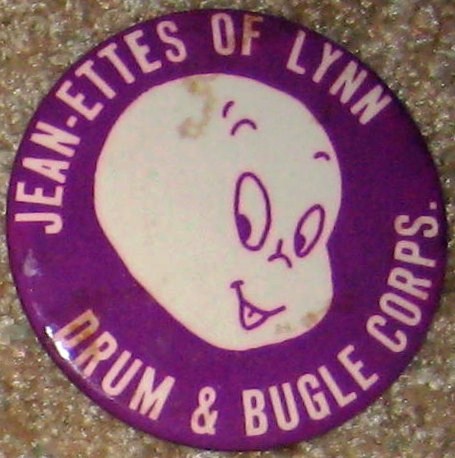 JEAN-ETTES OF LYNN
DRUM & BUGLE CORPS.